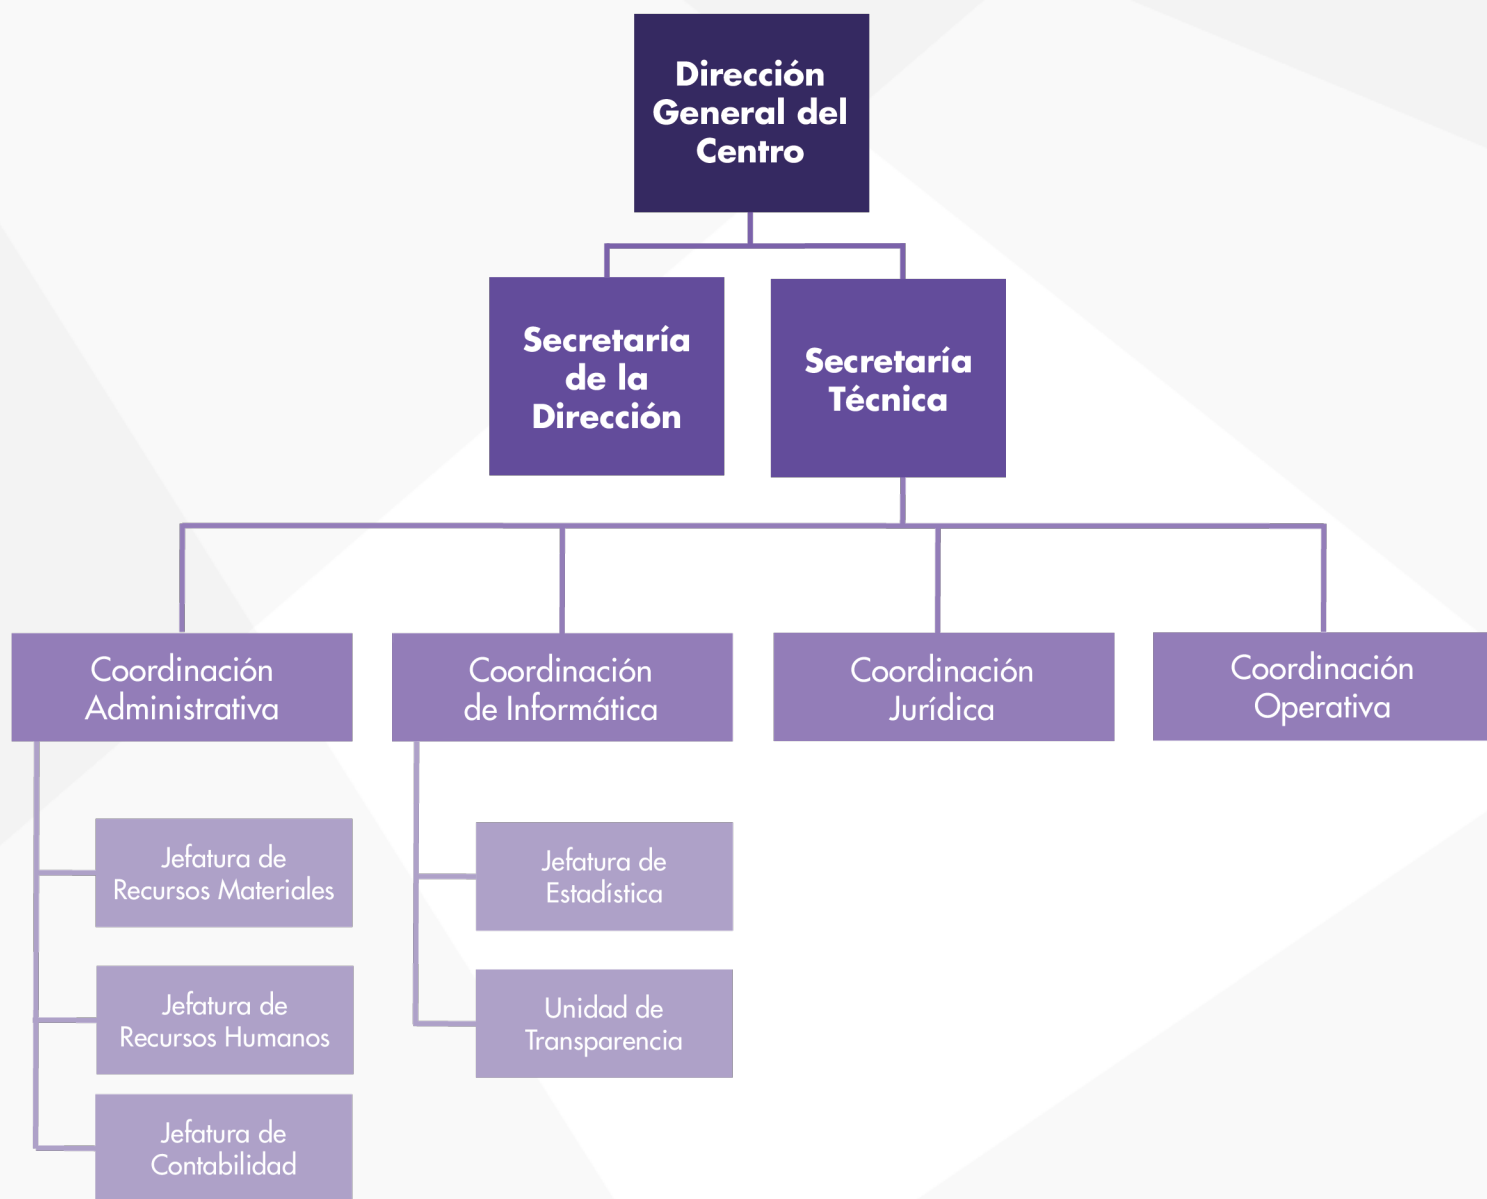 Dirección
General del
Centro
Secretaría
de la
Dirección
Secretaría
Técnica
Coordinación
Administrativa
Coordinación
de Informática
Coordinación
Jurídica
Coordinación
Operativa
Jefatura de
Recursos Materiales
Jefatura de
Recursos Humanos
Jefatura de
Contabilidad
Jefatura de
Estadística
Unidad de
Transparencia